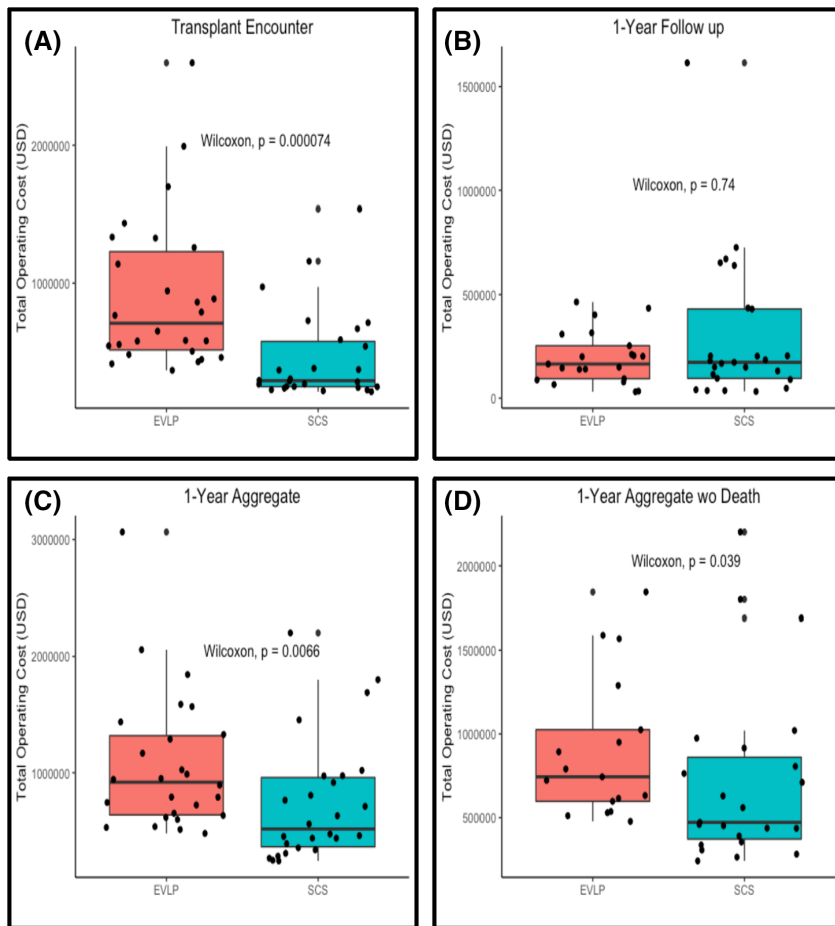 (A)
Transplant Encounter
Total Operating Cost (USD)
2000000
1000000
Wilcoxon, p = 0.000074
EVLP
SCS
(B)
1-Year Follow up
Total Operating Cost (USD)
1500000
1000000
500000
0
Wilcoxon, p = 0.74
EVLP
SCS
(C)
1-Year Aggregate
Total Operating Cost (USD)
3000000
2000000
1000000
Wilcoxon, p = 0.0066
EVLP
SCS
(D)
1-Year Aggregate wo Death
Total Operating Cost (USD)
2000000
1500000
1000000
500000
Wilcoxon, p = 0.039
EVLP
SCS